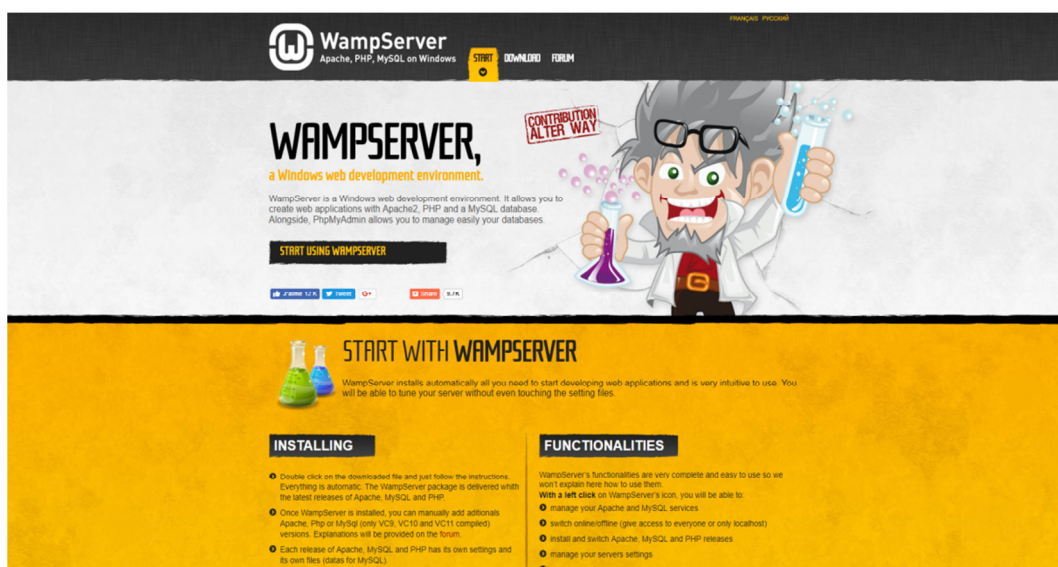 FRANÇAIS РУССКИЙ
WampServer
Apache, PHP, MySQL on Windows
START DOWNLOAD FORUM
CONTRIBUTION
ALTER WAY
WAMPSERVER,
a Windows web development environment.
WampServer is a Windows web development environment. It allows you to
create web applications with Apache2, PHP and a MySQL database.
Alongside, PhpMyAdmin allows you to manage easily your databases.
START USING WAMPSERVER
J'aime 12 K Tweet G+ Share 9.7K
START WITH WAMPSERVER
WampServer installs automatically all you need to start developing web applications and is very intuitive to use. You
will be able to tune your server without even touching the setting files.
INSTALLING
Double click on the downloaded file and just follow the instructions.
Everything is automatic. The WampServer package is delivered whith
the latest releases of Apache, MySQL and PHP.
Once WampServer is installed, you can manually add aditionals
Apache, Php or MySql (only VC9, VC10 and VC11 compiled)
versions. Explanations will be provided on the forum.
Each release of Apache, MySQL and PHP has its own settings and
its own files (datas for MySQL).
FUNCTIONALITIES
WampServer's functionalities are very complete and easy to use so we
won't explain here how to use them.
With a left click on WampServer's icon, you will be able to:
manage your Apache and MySQL services
switch online/offline (give access to everyone or only localhost)
install and switch Apache, MySQL and PHP releases
manage your servers settings